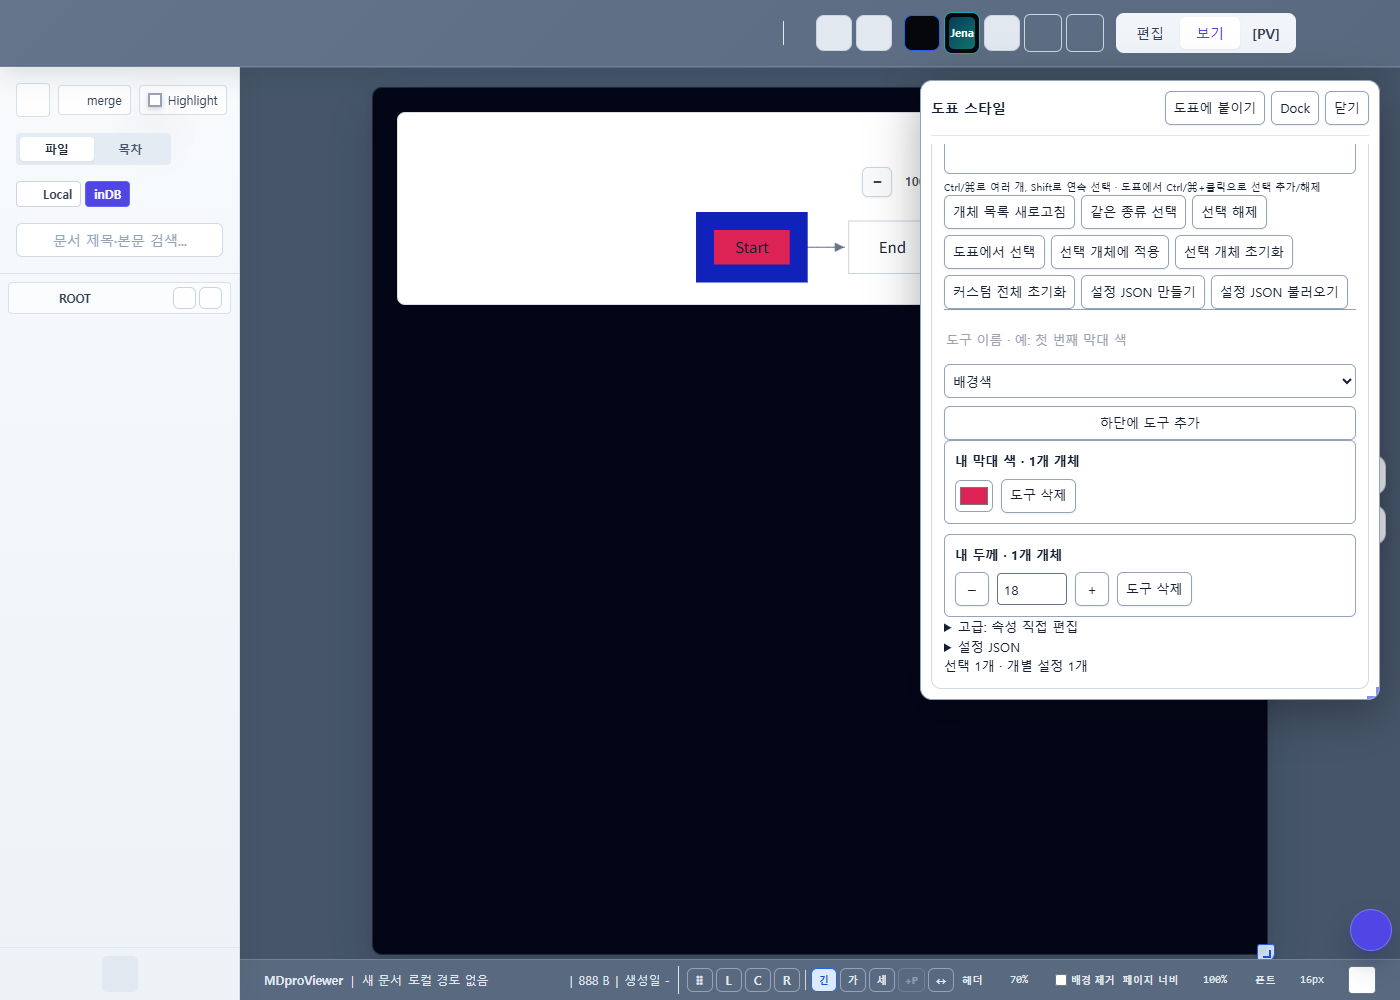 Jena
편집 보기 [PV]
merge Highlight
파일 목차
Local inDB
문서 제목·본문 검색...
ROOT
−
Start End
도표 스타일 도표에 붙이기 Dock 닫기
Ctrl/⌘로 여러 개, Shift로 연속 선택 · 도표에서 Ctrl/⌘+클릭으로 선택 추가/해제
개체 목록 새로고침 같은 종류 선택 선택 해제
도표에서 선택 선택 개체에 적용 선택 개체 초기화
커스텀 전체 초기화 설정 JSON 만들기 설정 JSON 불러오기
도구 이름 · 예: 첫 번째 막대 색
배경색
하단에 도구 추가
내 막대 색 · 1개 개체
도구 삭제
내 두께 · 1개 개체
− 18 + 도구 삭제
▶ 고급: 속성 직접 편집
▶ 설정 JSON
선택 1개 · 개별 설정 1개
MDproViewer | 새 문서 로컬 경로 없음 | 888 B | 생성일 - # L C R 긴 가 세 +P ↔ 헤더 70% 배경 제거 페이지 너비 100% 폰트 16px